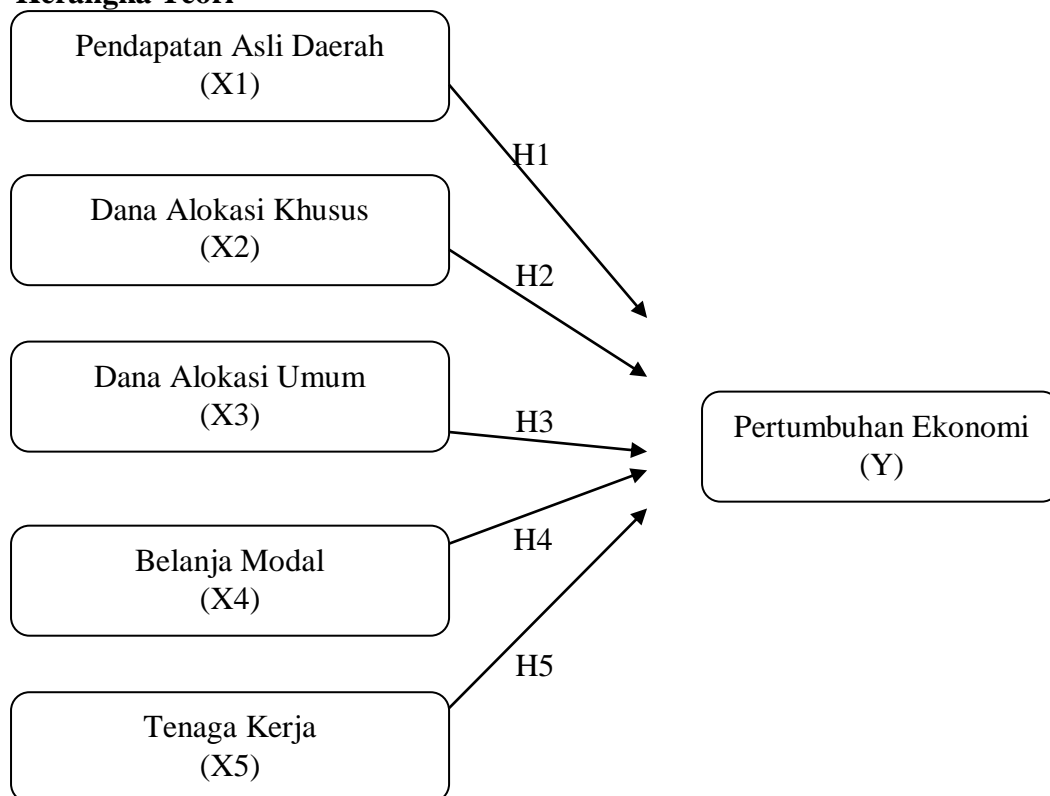 Kerangka Teori
Pendapatan Asli Daerah
(X1)
H1
Dana Alokasi Khusus
(X2)
H2
Dana Alokasi Umum
(X3)
H3
Pertumbuhan Ekonomi
(Y)
Belanja Modal
(X4)
H4
H5
Tenaga Kerja
(X5)